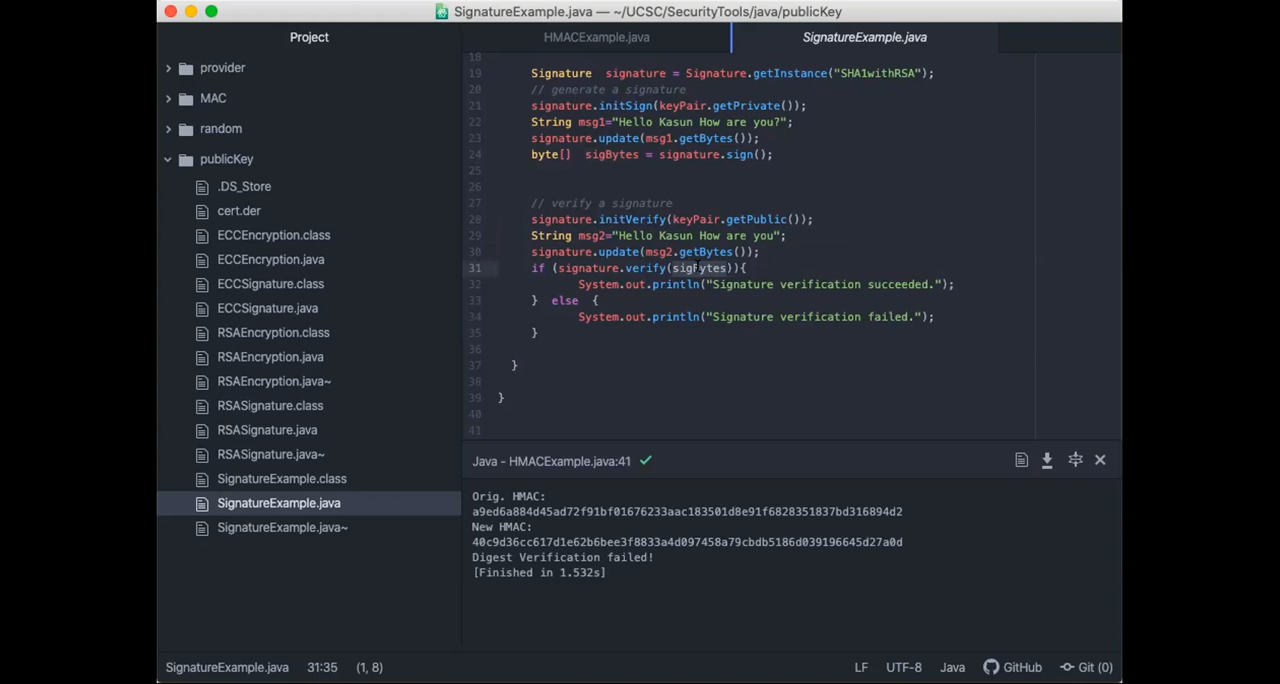 SignatureExample.java — ~/UCSC/SecurityTools/java/publicKey
Project
HMACExample.java
SignatureExample.java
provider
MAC
random
publicKey
.DS_Store
cert.der
ECCEncryption.class
ECCEncryption.java
ECCSignature.class
ECCSignature.java
RSAEncryption.class
RSAEncryption.java
RSAEncryption.java~
RSASignature.class
RSASignature.java
RSASignature.java~
SignatureExample.class
SignatureExample.java
SignatureExample.java~
18
19 Signature signature = Signature.getInstance("SHA1withRSA");
20 // generate a signature
21 signature.initSign(keyPair.getPrivate());
22 String msg1="Hello Kasun How are you?";
23 signature.update(msg1.getBytes());
24 byte[] sigBytes = signature.sign();
25
26
27 // verify a signature
28 signature.initVerify(keyPair.getPublic());
29 String msg2="Hello Kasun How are you";
30 signature.update(msg2.getBytes());
31 if (signature.verify(sigBytes)){
32 System.out.println("Signature verification succeeded.");
33 } else {
34 System.out.println("Signature verification failed.");
35 }
36
37 }
38
39 }
40
41
Java - HMACExample.java:41
Orig. HMAC:
a9ed6a884d45ad72f91bf01676233aac183501d8e91f6828351837bd316894d2
New HMAC:
40c9d36cc617d1e62b6bee3f8833a4d097458a79cbdb5186d039196645d27a0d
Digest Verification failed!
[Finished in 1.532s]
SignatureExample.java 31:35 (1, 8)
LF UTF-8 Java GitHub Git (0)